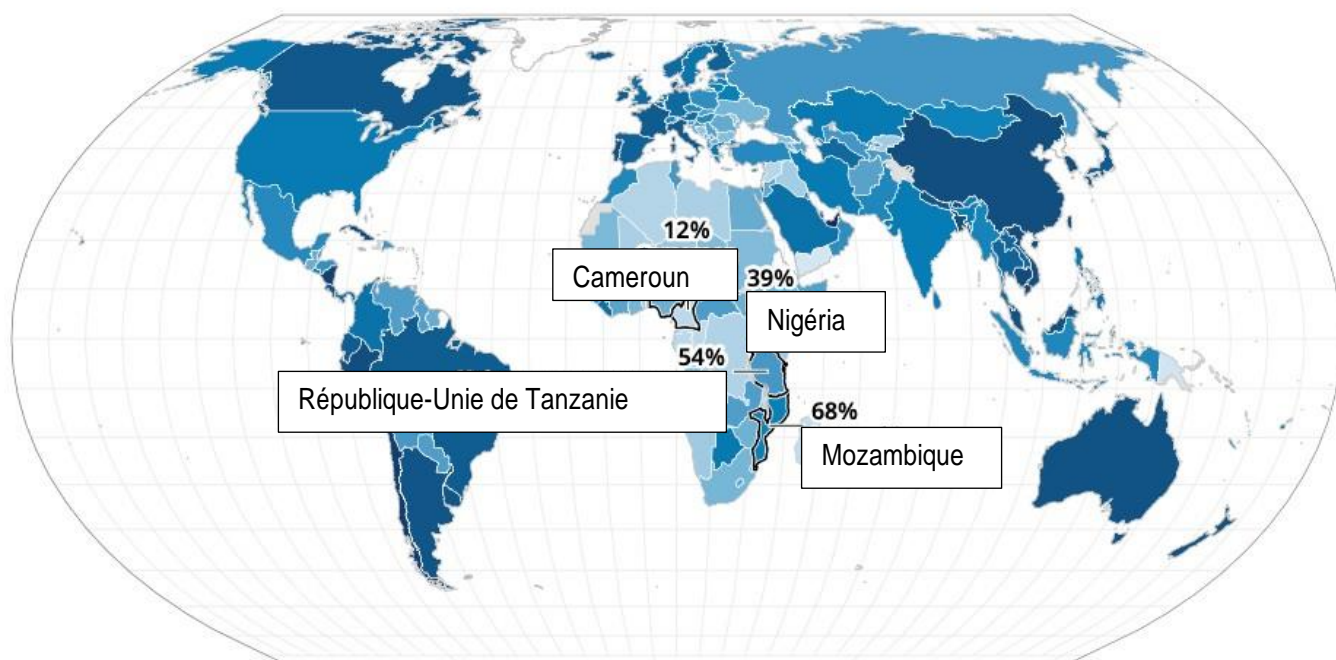 12%
Cameroun
39%
Nigéria
54%
République-Unie de Tanzanie
68%
Mozambique